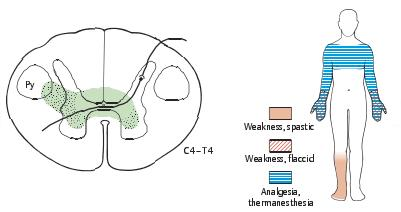 Py
C4–T4
Weakness, spastic
Weakness, flaccid
Analgesia,
thermanesthesia